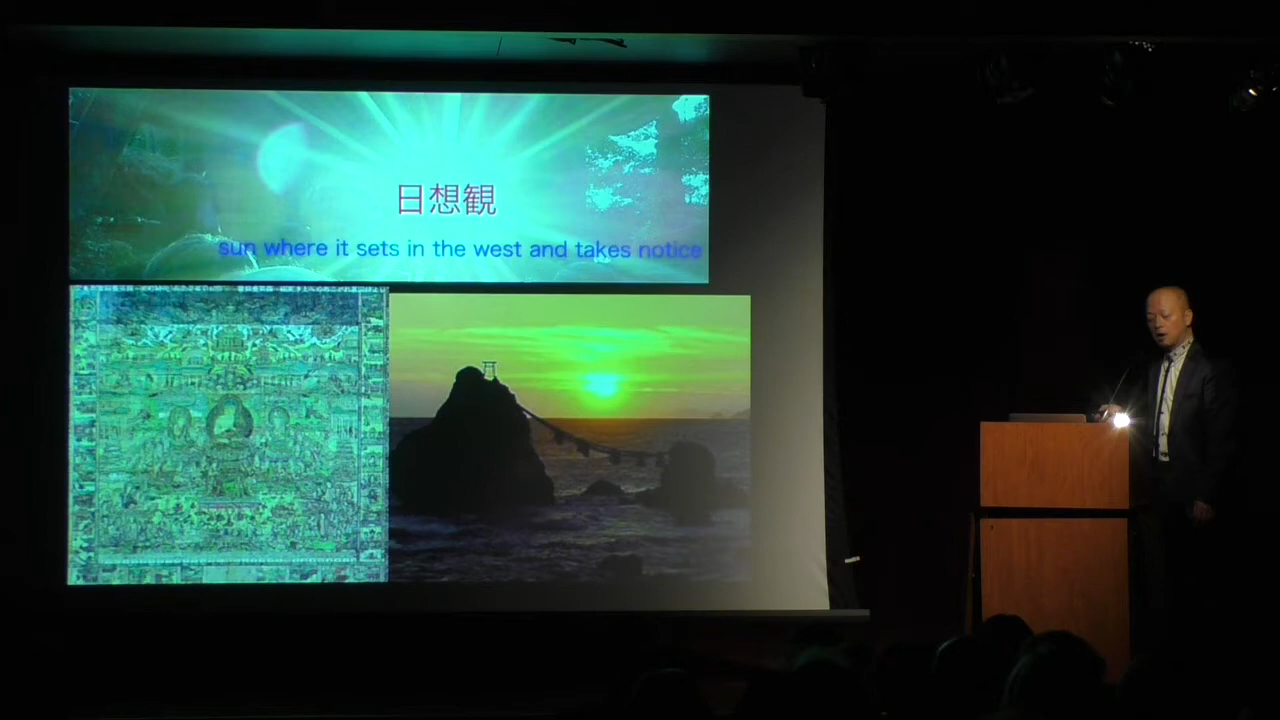 日想観
sun where it sets in the west and takes notice